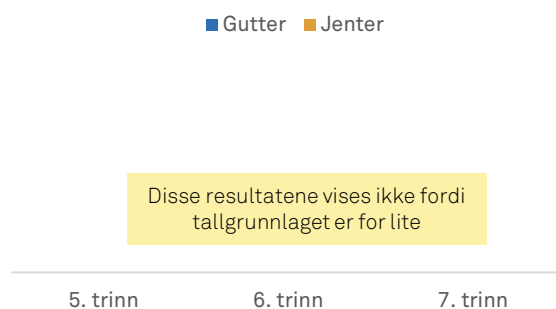 Gutter Jenter
Disse resultatene vises ikke fordi
tallgrunnlaget er for lite
5. trinn 6. trinn 7. trinn